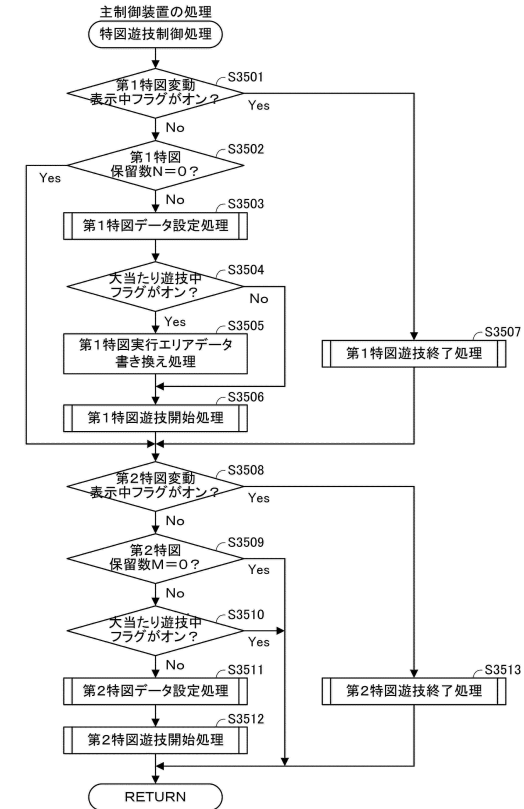 主制御装置の処理
特図遊技制御処理
S3501
第1特図変動
表示中フラグがオン?
Yes
No
S3502
第1特図
保留数N=0?
Yes
No
S3503
第1特図データ設定処理
S3504
大当たり遊技中
フラグがオン?
No
Yes
S3505
第1特図実行エリアデータ
書き換え処理
S3507
第1特図遊技終了処理
S3506
第1特図遊技開始処理
S3508
第2特図変動
表示中フラグがオン?
Yes
No
S3509
第2特図
保留数M=0?
Yes
No
S3510
大当たり遊技中
フラグがオン?
Yes
No
S3511
第2特図データ設定処理
S3513
第2特図遊技終了処理
S3512
第2特図遊技開始処理
RETURN